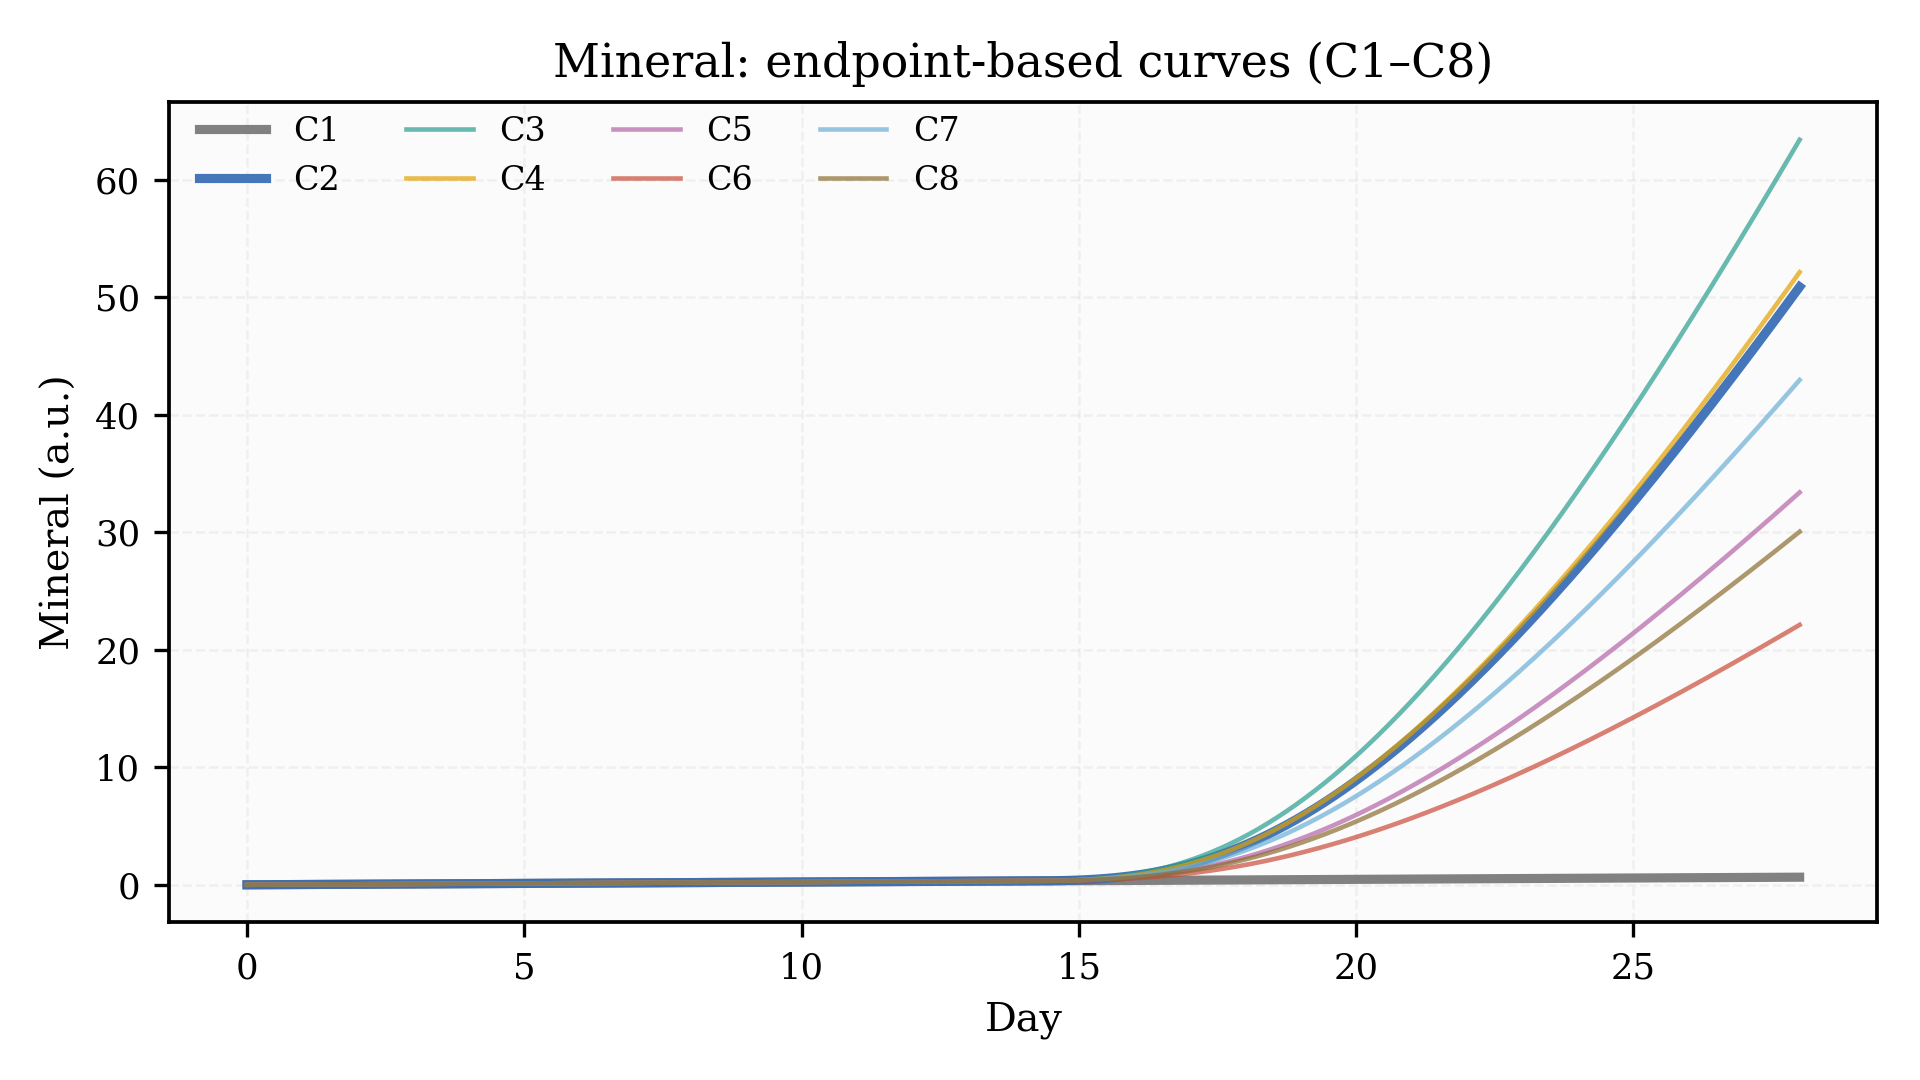 Mineral: endpoint-based curves (C1–C8)
C1 C3 C5 C7
C2 C4 C6 C8
60
50
40
30
20
10
0
Mineral (a.u.)
0 5 10 15 20 25
Day